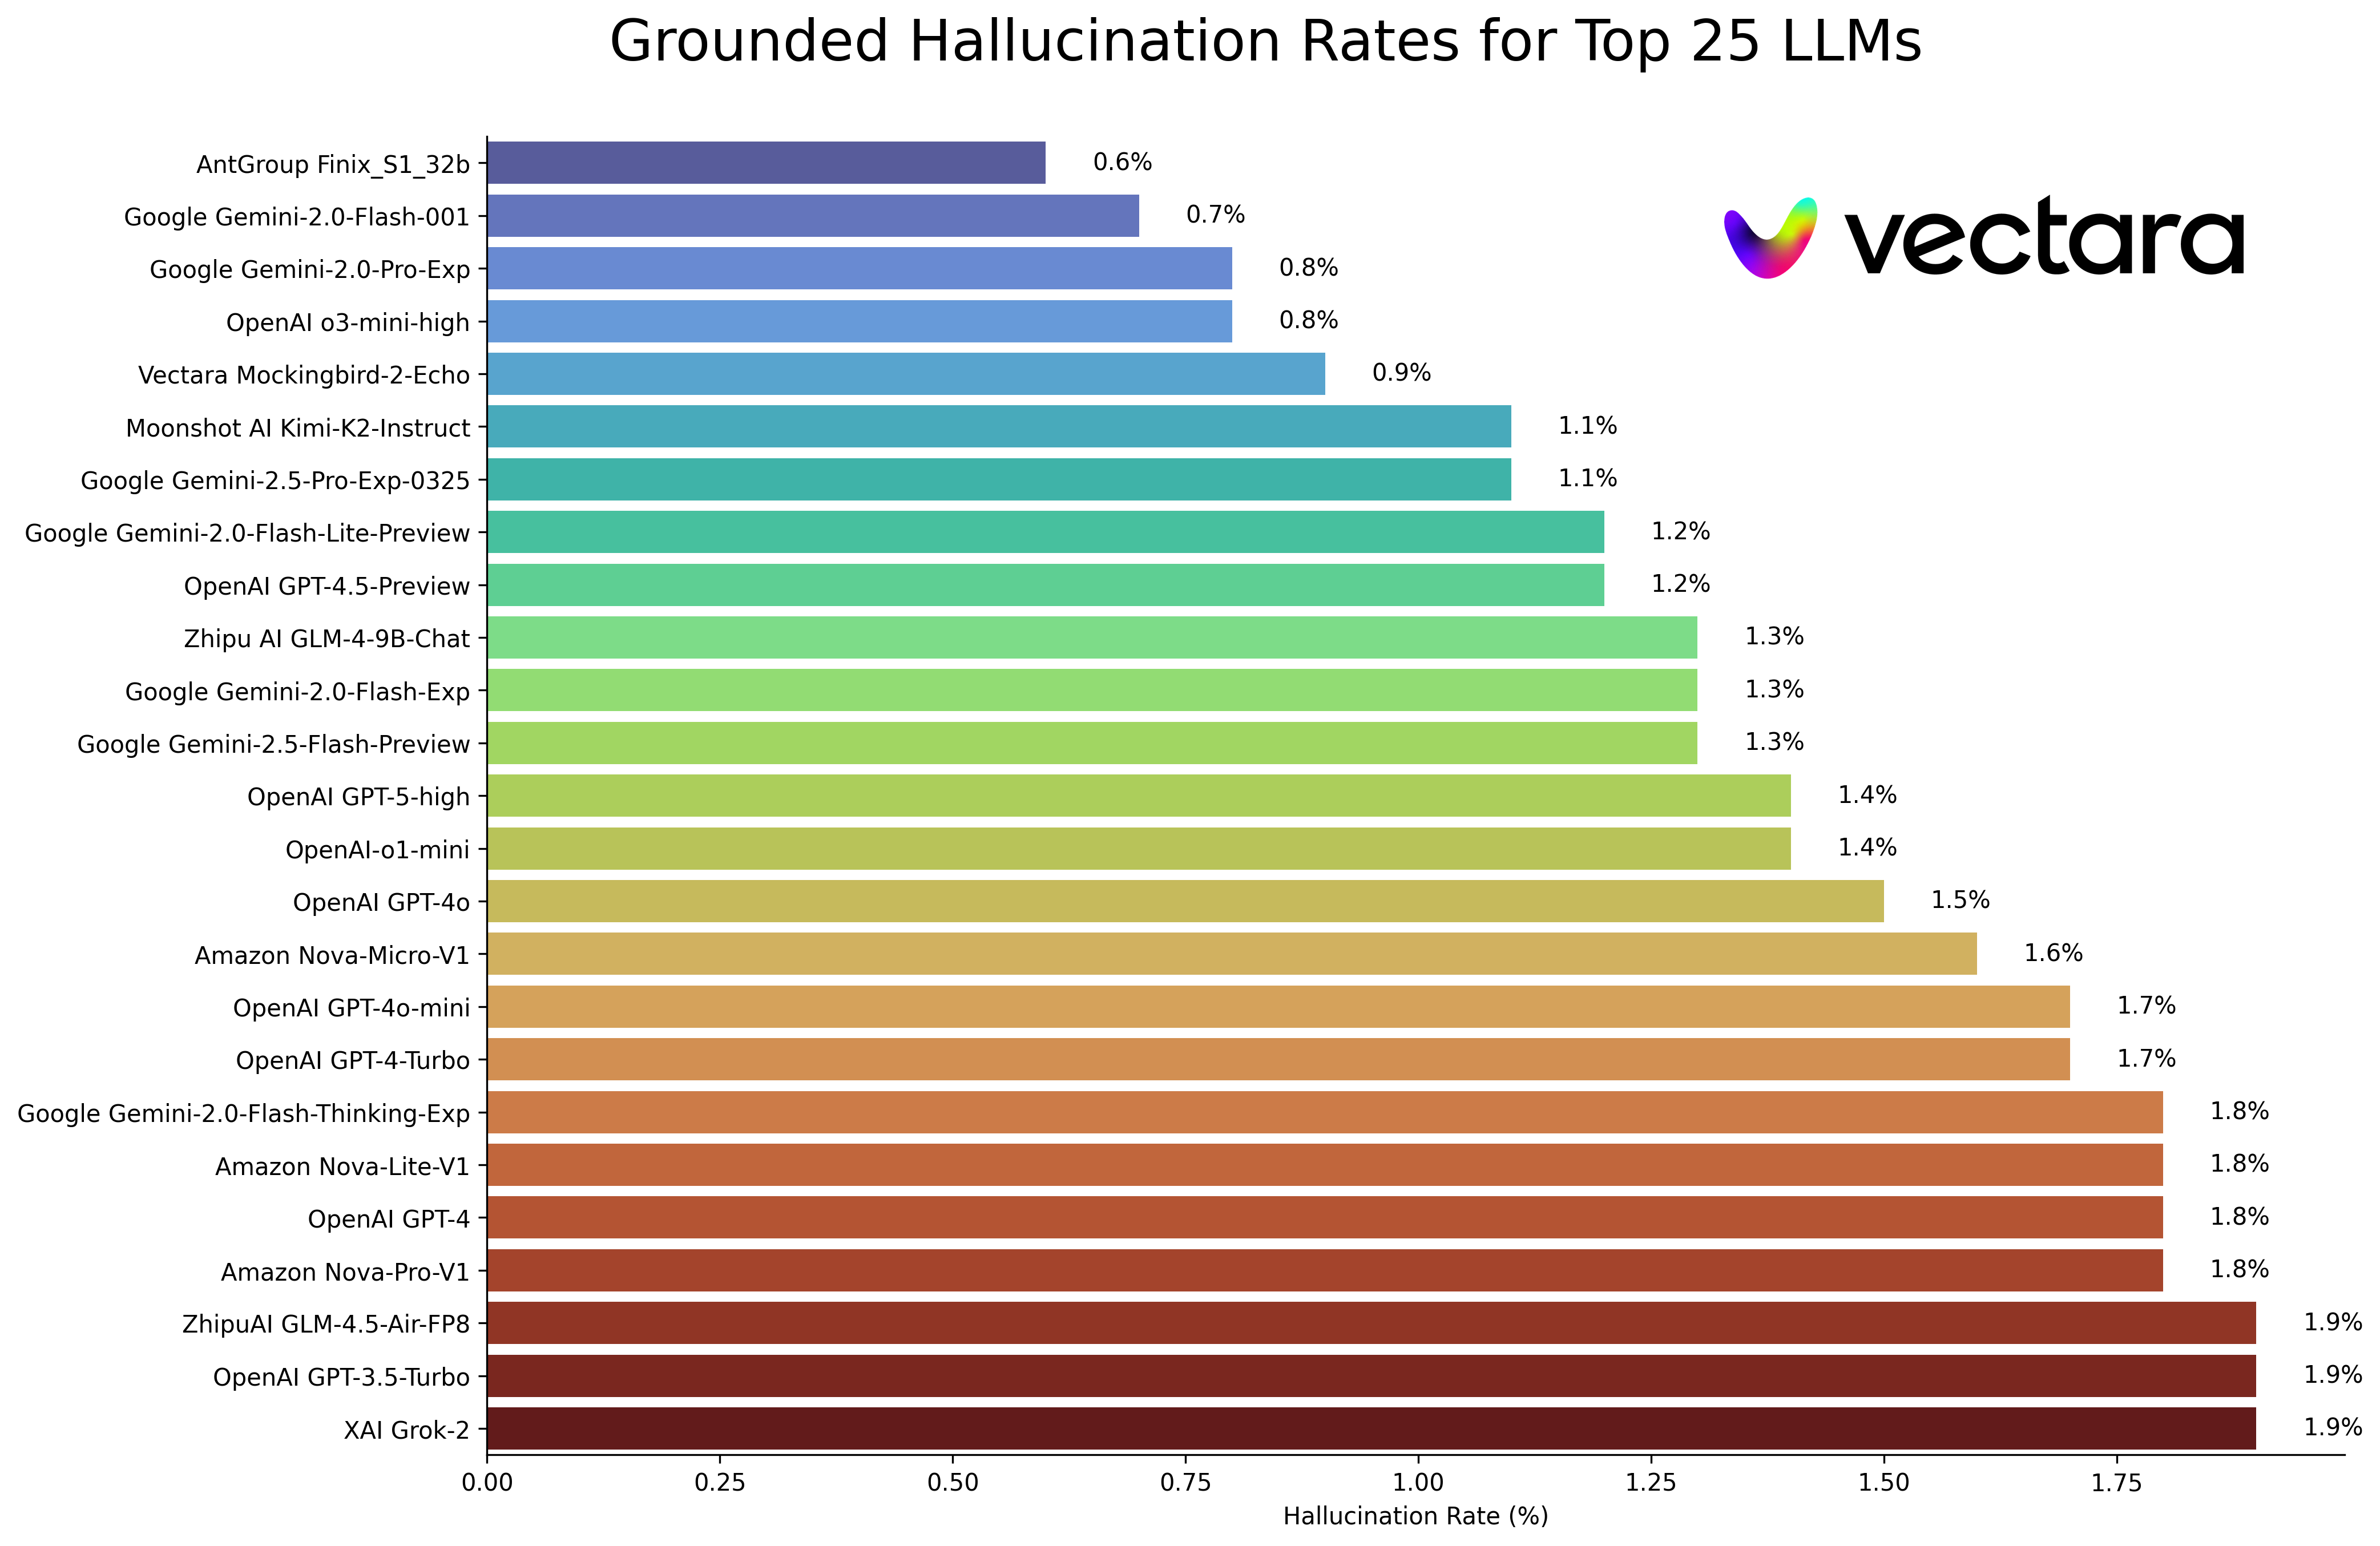 Grounded Hallucination Rates for Top 25 LLMs
vectara
AntGroup Finix_S1_32b 0.6%
Google Gemini-2.0-Flash-001 0.7%
Google Gemini-2.0-Pro-Exp 0.8%
OpenAI o3-mini-high 0.8%
Vectara Mockingbird-2-Echo 0.9%
Moonshot AI Kimi-K2-Instruct 1.1%
Google Gemini-2.5-Pro-Exp-0325 1.1%
Google Gemini-2.0-Flash-Lite-Preview 1.2%
OpenAI GPT-4.5-Preview 1.2%
Zhipu AI GLM-4-9B-Chat 1.3%
Google Gemini-2.0-Flash-Exp 1.3%
Google Gemini-2.5-Flash-Preview 1.3%
OpenAI GPT-5-high 1.4%
OpenAI-o1-mini 1.4%
OpenAI GPT-4o 1.5%
Amazon Nova-Micro-V1 1.6%
OpenAI GPT-4o-mini 1.7%
OpenAI GPT-4-Turbo 1.7%
Google Gemini-2.0-Flash-Thinking-Exp 1.8%
Amazon Nova-Lite-V1 1.8%
OpenAI GPT-4 1.8%
Amazon Nova-Pro-V1 1.8%
ZhipuAI GLM-4.5-Air-FP8 1.9%
OpenAI GPT-3.5-Turbo 1.9%
XAI Grok-2 1.9%
0.00 0.25 0.50 0.75 1.00 1.25 1.50 1.75
Hallucination Rate (%)